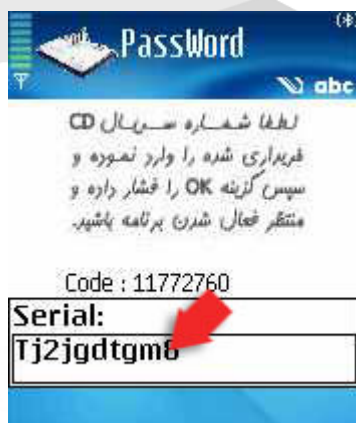 PassWord
abc
لطفا شماره سریال CD
خریداری شده را وارد نموده و
سپس گزینه OK را فشار داده و
منتظر فعال شدن برنامه باشید.
Code : 11772760
Serial:
Tj2jgdtgm8